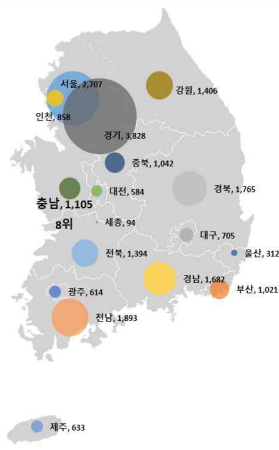 서울, 2,707
강원, 1,406
인천, 858
경기, 3,828
충북, 1,042
경북, 1,765
대전, 584
충남, 1,105
8위
세종, 94
대구, 705
울산, 312
전북, 1,394
경남, 1,682
부산, 1,021
광주, 614
전남, 1,893
제주, 633